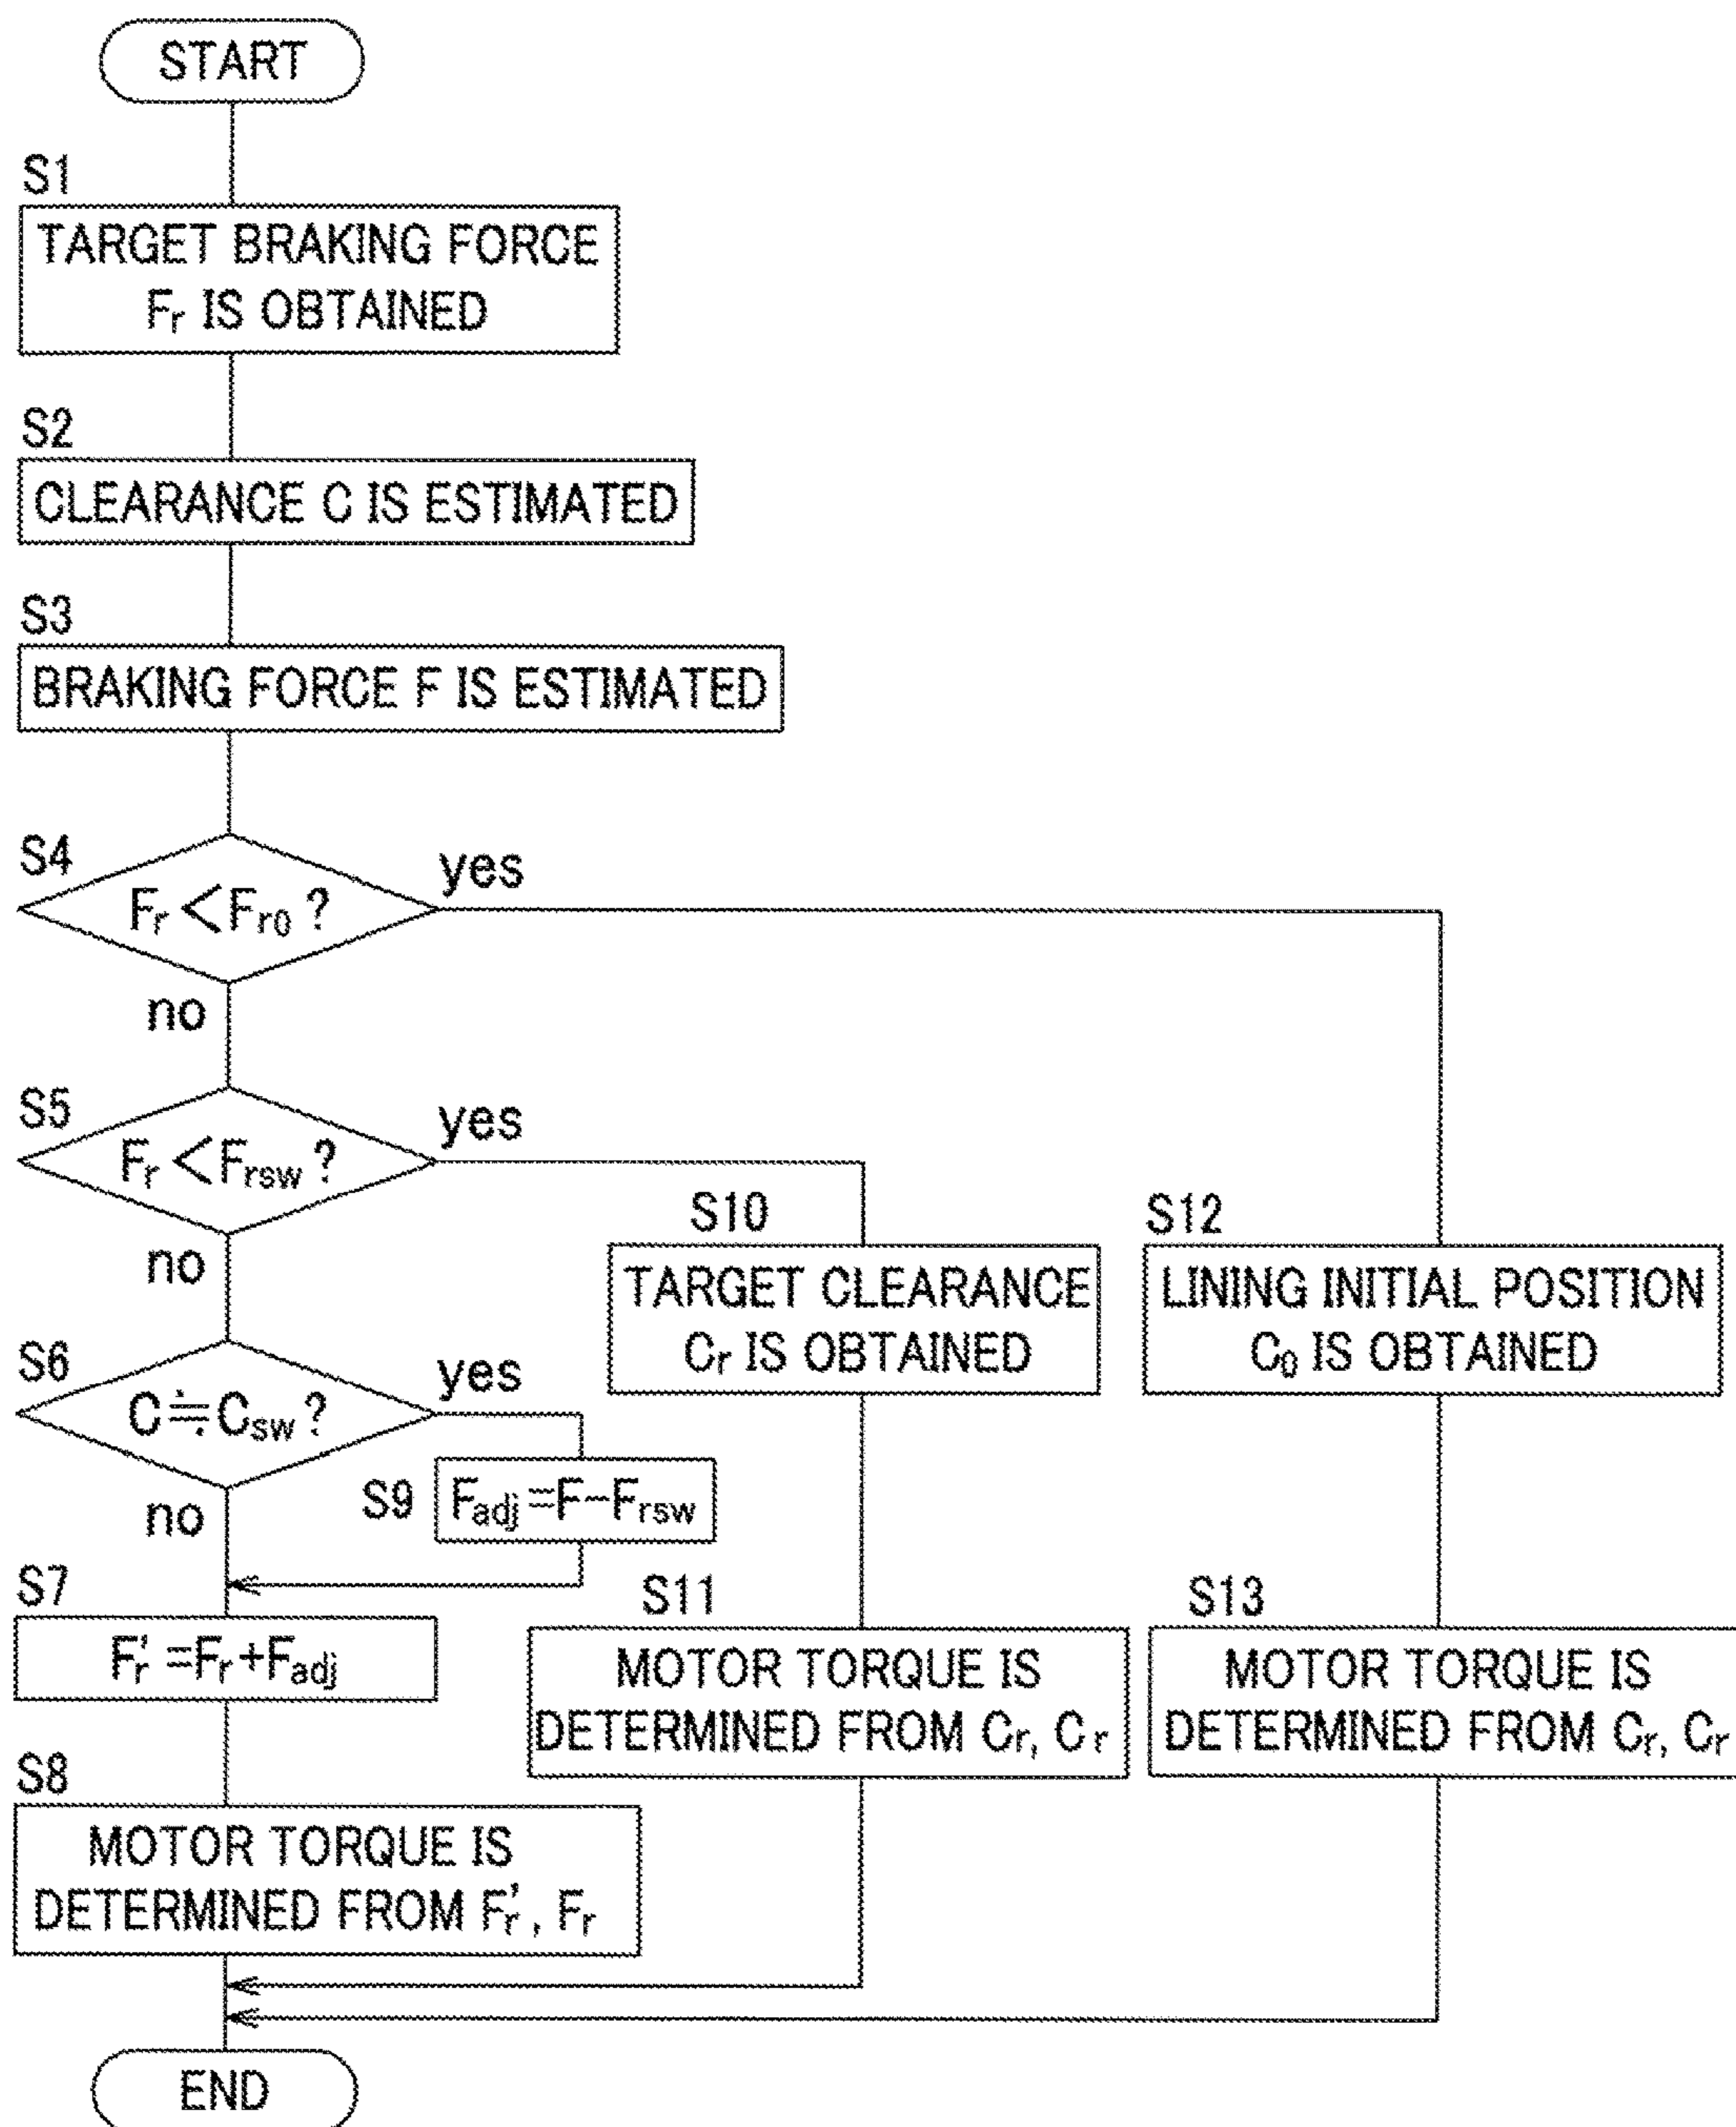 START
S1
TARGET BRAKING FORCE
Fr IS OBTAINED
S2
CLEARANCE C IS ESTIMATED
S3
BRAKING FORCE F IS ESTIMATED
S4
Fr<Fr0?
yes
no
S5
Fr<Frsw?
yes
no
S6
C≒Csw?
yes
no
S9
Fadj=F-Frsw
S7
Fr'=Fr+Fadj
S8
MOTOR TORQUE IS
DETERMINED FROM Fr', Fr
S10
TARGET CLEARANCE
Cr IS OBTAINED
S11
MOTOR TORQUE IS
DETERMINED FROM Cr, Cr
S12
LINING INITIAL POSITION
C0 IS OBTAINED
S13
MOTOR TORQUE IS
DETERMINED FROM Cr, Cr
END